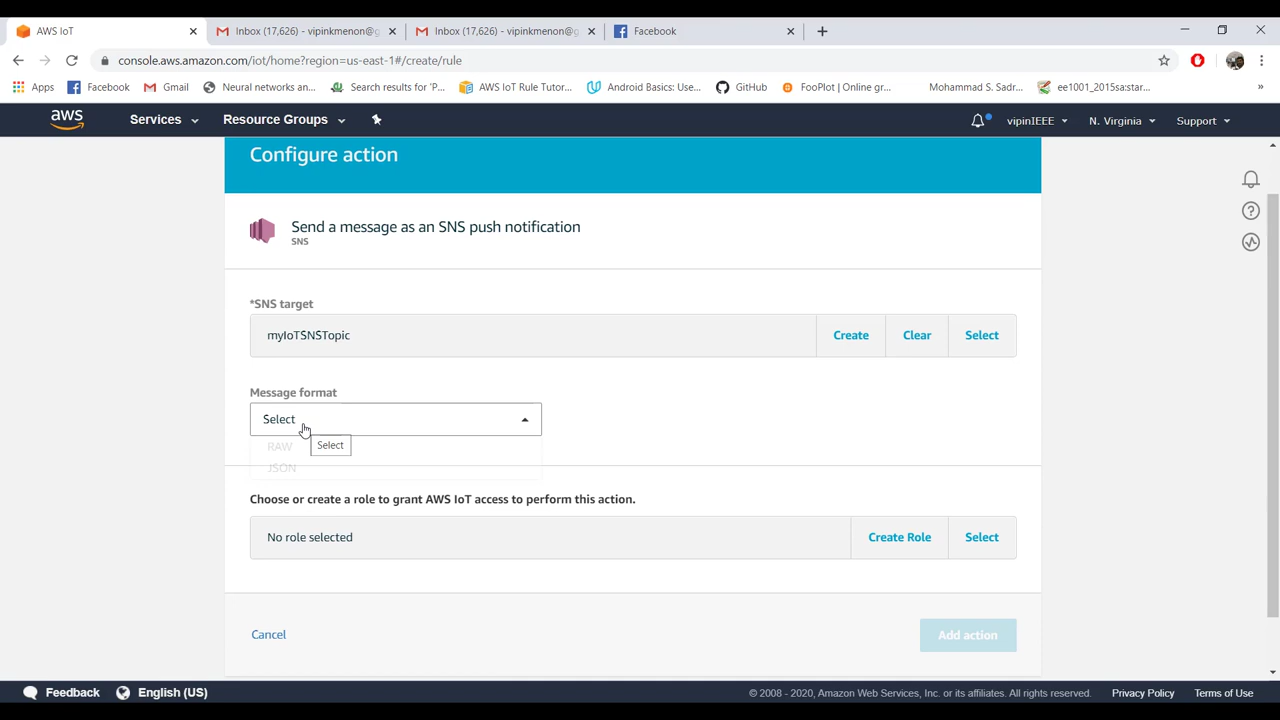 AWS IoT
Inbox (17,626) - vipinkmenon@g
Inbox (17,626) - vipinkmenon@g
Facebook
console.aws.amazon.com/iot/home?region=us-east-1#/create/rule
Apps
Facebook
Gmail
Neural networks an...
Search results for 'P...
AWS IoT Rule Tutor...
Android Basics: Use...
GitHub
FooPlot | Online gr...
Mohammad S. Sadr...
ee1001_2015sa:star...
»
aws
Services
Resource Groups
vipinIEEE
N. Virginia
Support
Configure action
Send a message as an SNS push notification
SNS
*SNS target
myIoTSNSTopic
Create
Clear
Select
Message format
Select
RAW
Select
JSON
Choose or create a role to grant AWS IoT access to perform this action.
No role selected
Create Role
Select
Cancel
Add action
Feedback
English (US)
© 2008 - 2020, Amazon Web Services, Inc. or its affiliates. All rights reserved.
Privacy Policy
Terms of Use